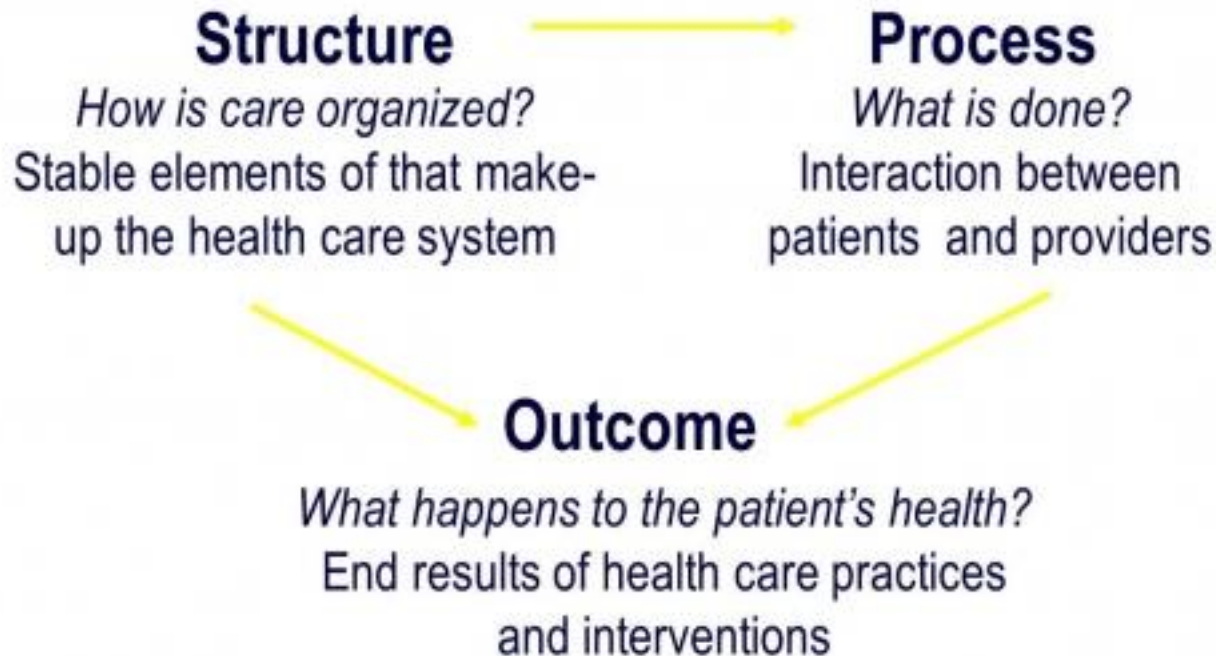 Structure
How is care organized?
Stable elements of that make-
up the health care system
Process
What is done?
Interaction between
patients and providers
Outcome
What happens to the patient's health?
End results of health care practices
and interventions